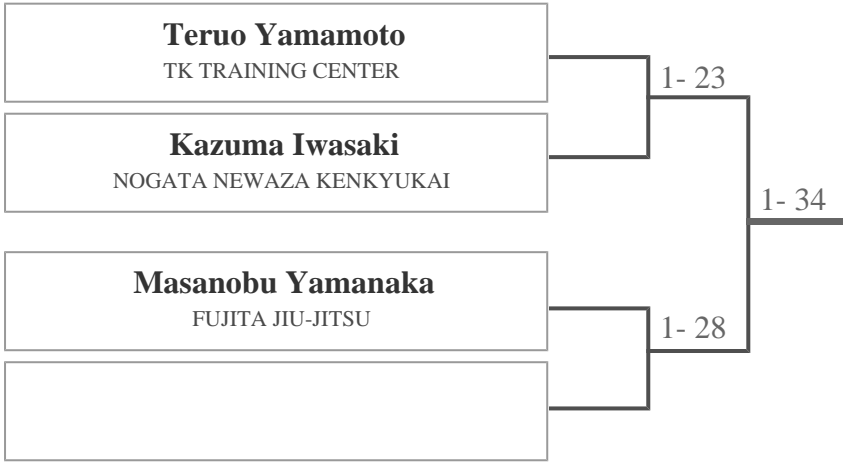 Teruo Yamamoto
TK TRAINING CENTER
1- 23
Kazuma Iwasaki
NOGATA NEWAZA KENKYUKAI
1- 34
Masanobu Yamanaka
FUJITA JIU-JITSU
1- 28